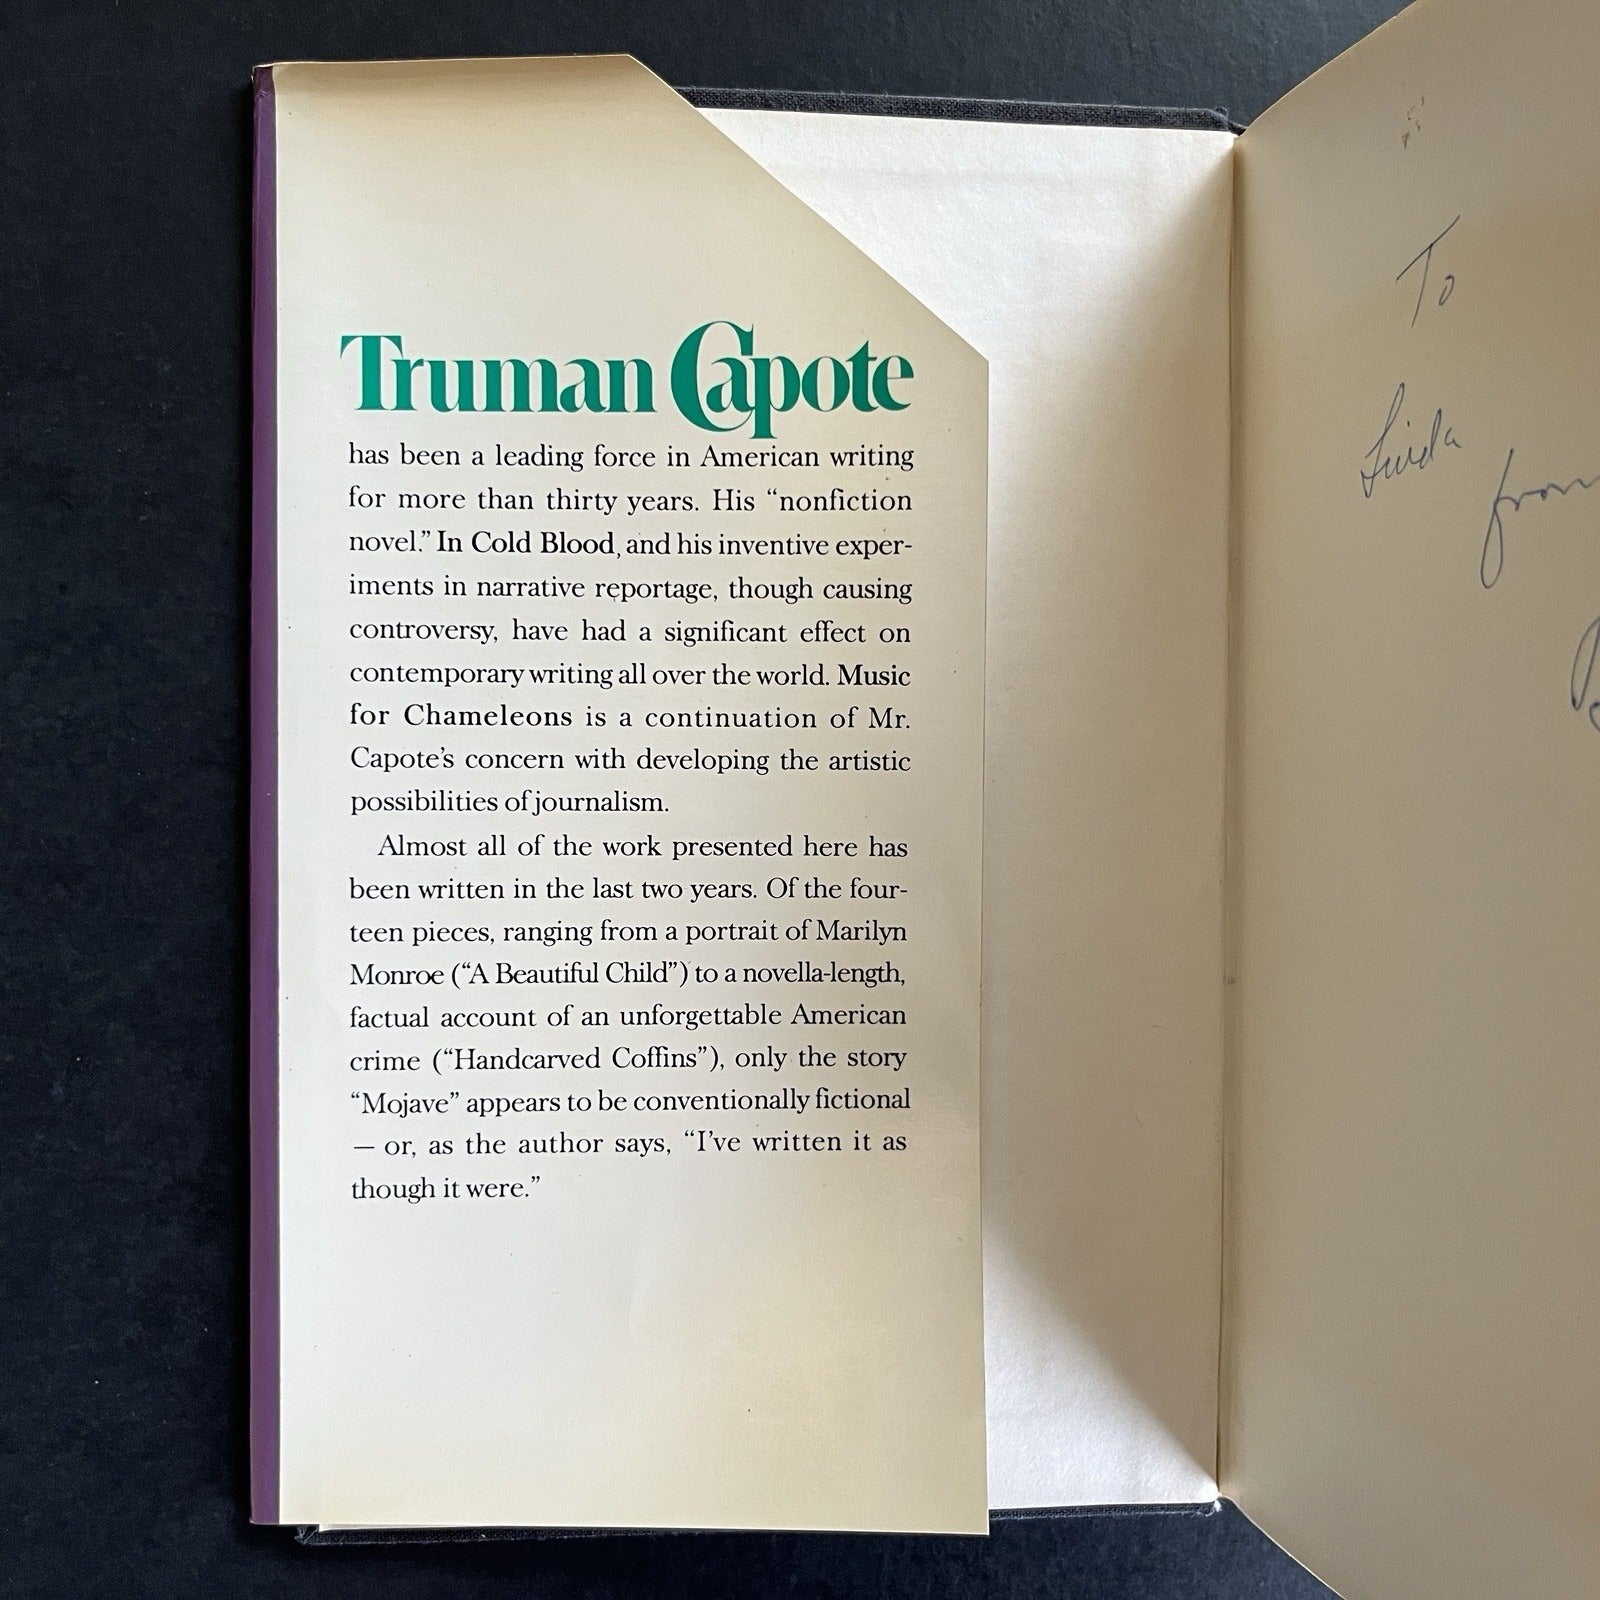 Truman Capote
has been a leading force in American writing
for more than thirty years. His “nonfiction
novel.” In Cold Blood, and his inventive exper-
iments in narrative reportage, though causing
controversy, have had a significant effect on
contemporary writing all over the world. Music
for Chameleons is a continuation of Mr.
Capote’s concern with developing the artistic
possibilities of journalism.
Almost all of the work presented here has
been written in the last two years. Of the four-
teen pieces, ranging from a portrait of Marilyn
Monroe (“A Beautiful Child”) to a novella-length,
factual account of an unforgettable American
crime (“Handcarved Coffins”), only the story
“Mojave” appears to be conventionally fictional
— or, as the author says, “I’ve written it as
though it were.”
To
Linda
from